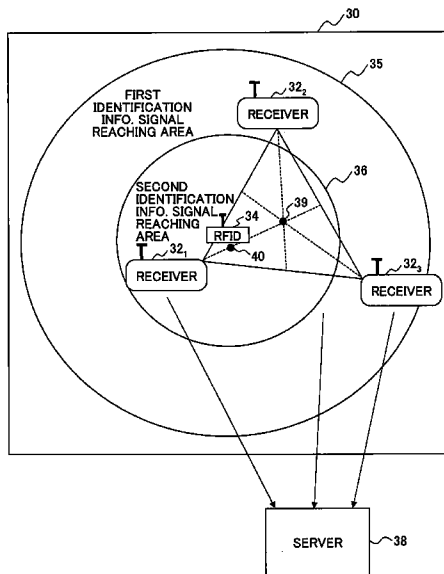 30
35
FIRST
IDENTIFICATION
INFO. SIGNAL
REACHING AREA
32₂
RECEIVER
36
SECOND
IDENTIFICATION
INFO. SIGNAL
REACHING
AREA
34
39
RFID
40
32₁
RECEIVER
32₃
RECEIVER
SERVER
38